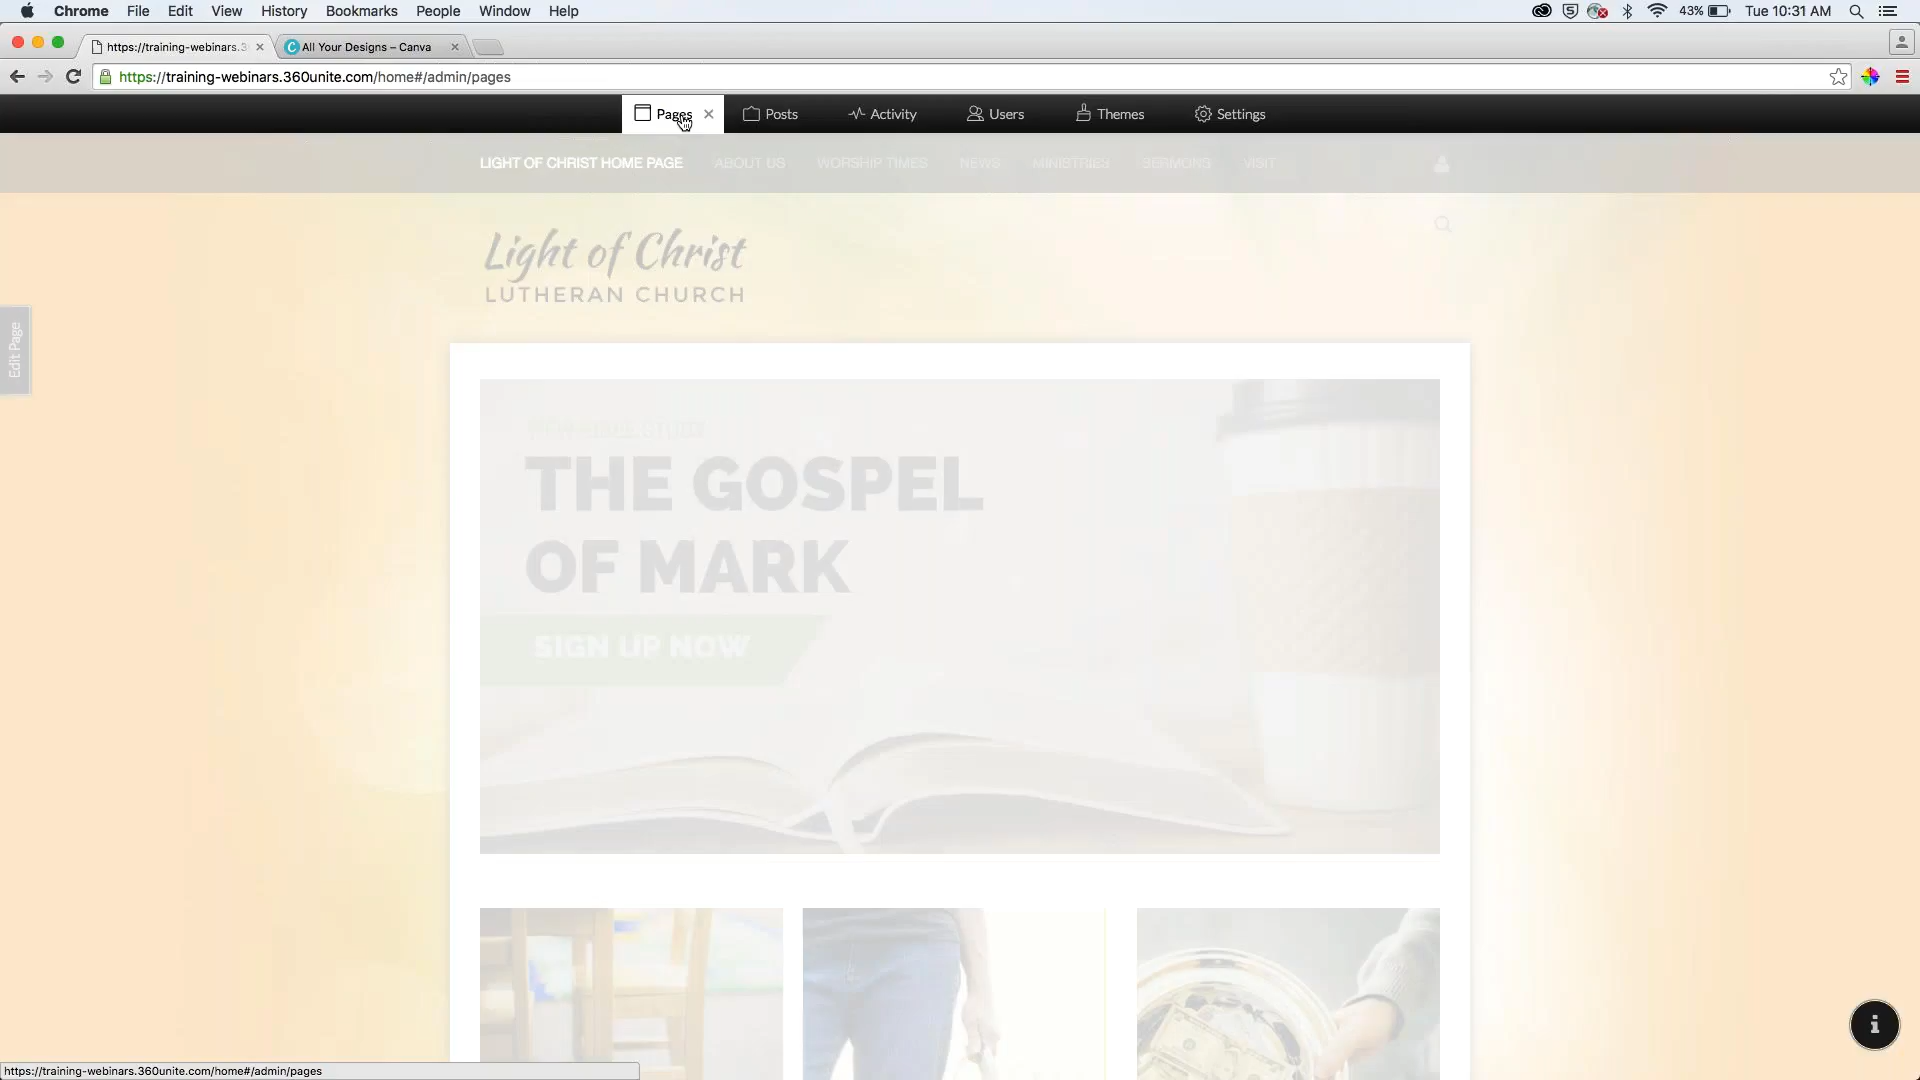 Chrome File Edit View History Bookmarks People Window Help
43% Tue 10:31 AM
https://training-webinars.3
All Your Designs – Canva
https://training-webinars.360unite.com/home#/admin/pages
Pages Posts Activity Users Themes Settings
LIGHT OF CHRIST HOME PAGE ABOUT US WORSHIP TIMES NEWS MINISTRIES SERMONS VISIT
Light of Christ
LUTHERAN CHURCH
Edit Page
NEW BIBLE STUDY
THE GOSPEL
OF MARK
SIGN UP NOW
https://training-webinars.360unite.com/home#/admin/pages